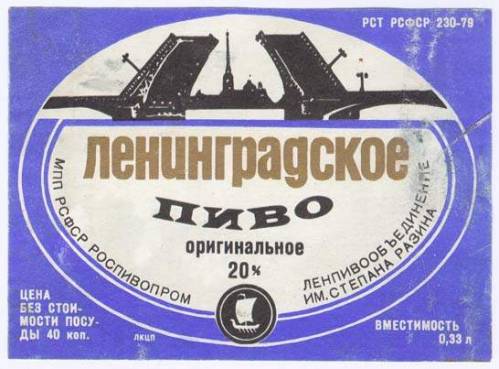 РСТ РСФСР 230-79
ленинградское
пиво
оригинальное
20%
МПП РСФСР РОСПИВОПРОМ
ЛЕНПИВООБЪЕДИНЕНИЕ
ИМ. СТЕПАНА РАЗИНА
ЦЕНА
БЕЗ СТОИ-
МОСТИ ПОСУ-
ДЫ 40 коп.
ЛКЦП
ВМЕСТИМОСТЬ
0,33 л